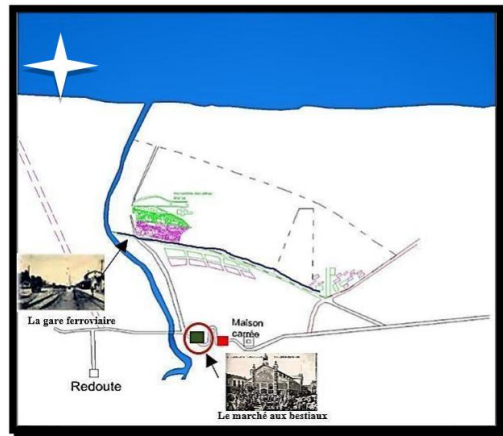 La gare ferroviaire
Maison
carrée
Redoute
Le marché aux bestiaux